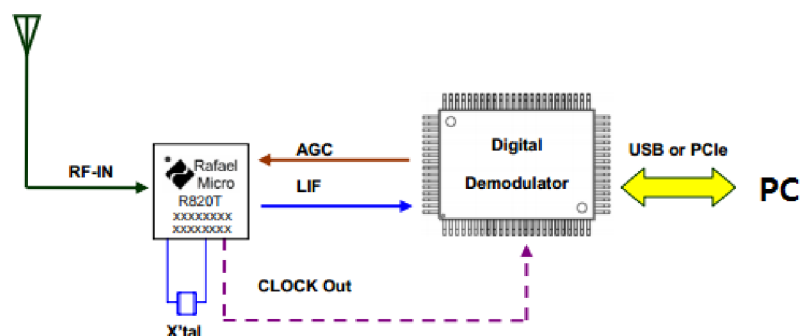 RF-IN
Rafael
Micro
R820T
XXXXXXXX
XXXXXXXX
AGC
LIF
Digital
Demodulator
USB or PCIe
PC
CLOCK Out
X'tal